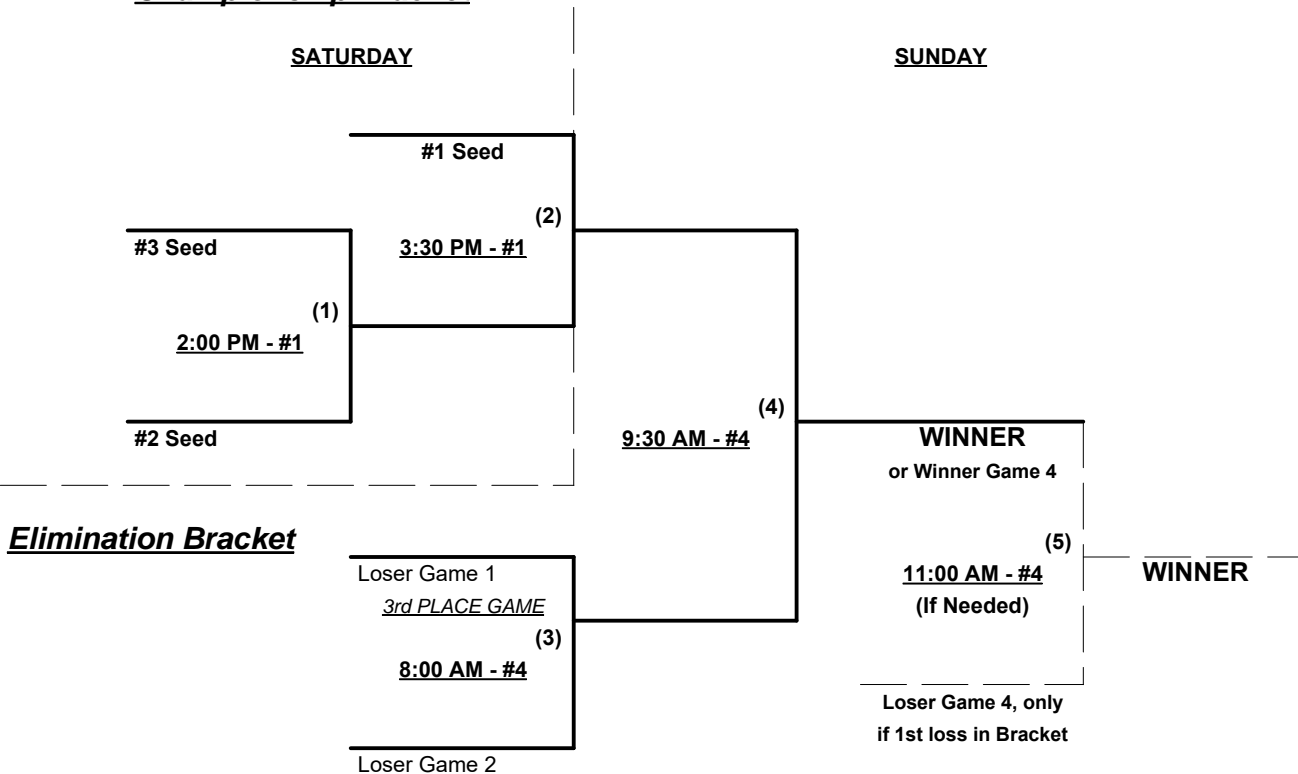 SATURDAY
SUNDAY
#1 Seed
(2)
#3 Seed
3:30 PM - #1
(1)
2:00 PM - #1
(4)
#2 Seed
9:30 AM - #4
WINNER
or Winner Game 4
Elimination Bracket
(5)
Loser Game 1
11:00 AM - #4
WINNER
3rd PLACE GAME
(If Needed)
(3)
8:00 AM - #4
Loser Game 4, only
if 1st loss in Bracket
Loser Game 2